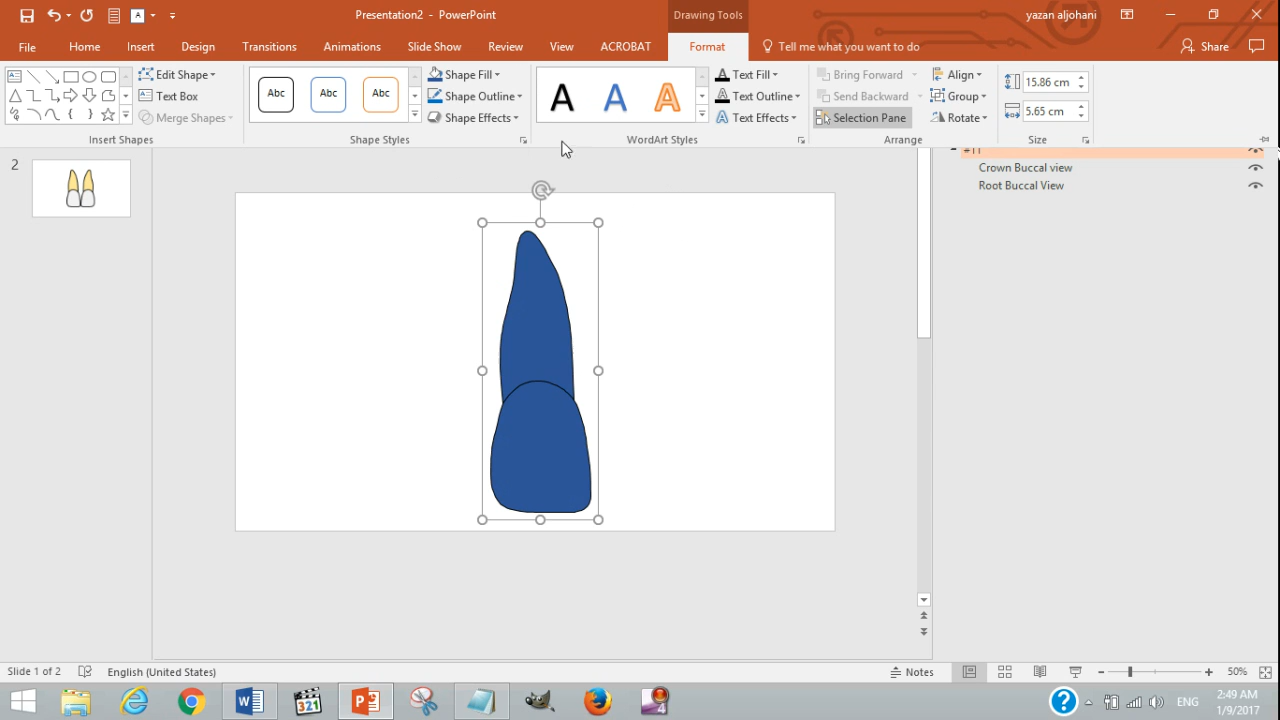 Presentation2 - PowerPoint
Drawing Tools
yazan aljohani
File
Home
Insert
Design
Transitions
Animations
Slide Show
Review
View
ACROBAT
Format
Tell me what you want to do
Share
Edit Shape
Text Box
Merge Shapes
Insert Shapes
Abc
Abc
Abc
Shape Fill
Shape Outline
Shape Effects
Shape Styles
A
A
A
Text Fill
Text Outline
Text Effects
WordArt Styles
Bring Forward
Send Backward
Selection Pane
Align
Group
Rotate
Arrange
15.86 cm
5.65 cm
Size
2
#11
Crown Buccal view
Root Buccal View
Slide 1 of 2
English (United States)
Notes
50%
321
4
ENG
2:49 AM
1/9/2017